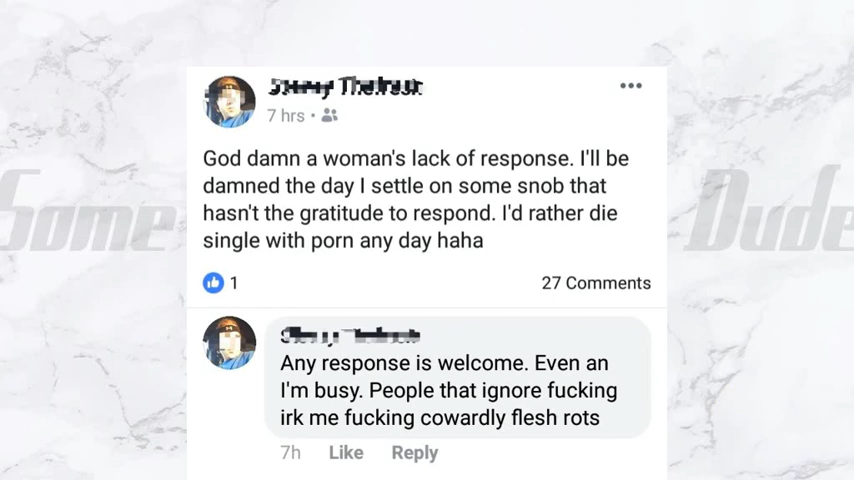 Some Dude
7 hrs
God damn a woman's lack of response. I'll be
damned the day I settle on some snob that
hasn't the gratitude to respond. I'd rather die
single with porn any day haha
1 27 Comments
Any response is welcome. Even an
I'm busy. People that ignore fucking
irk me fucking cowardly flesh rots
7h Like Reply